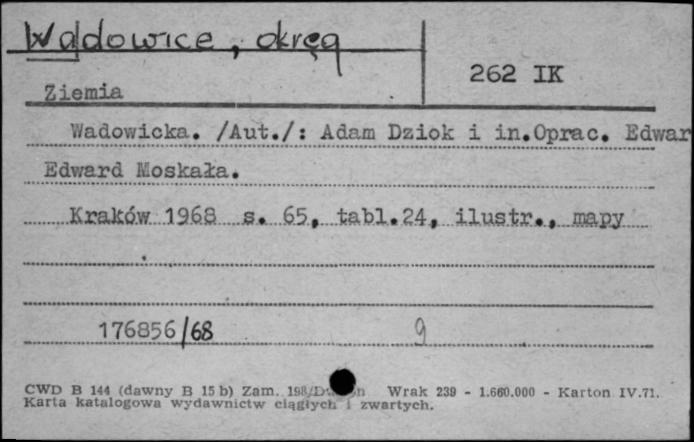 Wadowice, okręg
262 IK
Ziemia
Wadowicka. /Aut./: Adam Dziok i in.Oprac. Edwar
Edward Moskała.
Kraków 1968 s. 65, tabl.24, ilustr., mapy
176856/68 9
CWD B 144 (dawny B 15 b) Zam. Wrak 239 - 1.660.000 - Karton IV.71.
Karta katalogowa wydawnictw ciągłych i zwartych.